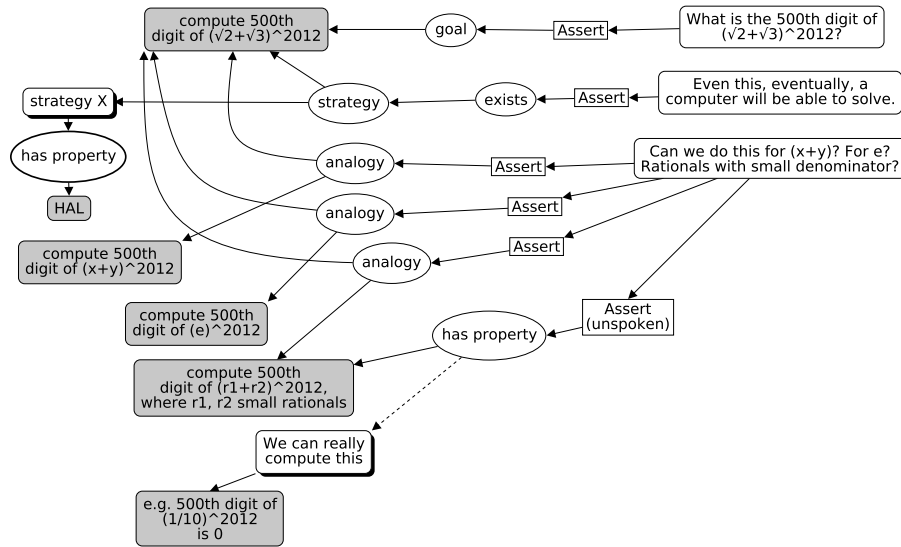 compute 500th
digit of (√2+√3)^2012
goal
Assert
What is the 500th digit of
(√2+√3)^2012?
strategy X
strategy
exists
Assert
Even this, eventually, a
computer will be able to solve.
has property
HAL
analogy
Assert
Can we do this for (x+y)? For e?
Rationals with small denominator?
analogy
Assert
compute 500th
digit of (x+y)^2012
analogy
Assert
compute 500th
digit of (e)^2012
has property
Assert
(unspoken)
compute 500th
digit of (r1+r2)^2012,
where r1, r2 small rationals
We can really
compute this
e.g. 500th digit of
(1/10)^2012
is 0